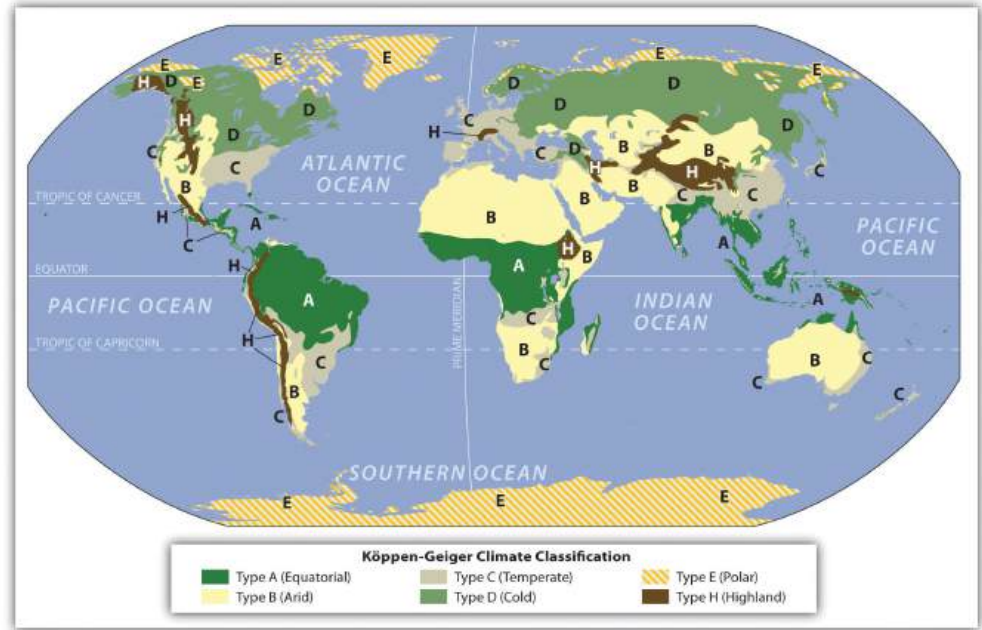 E
E
E
E
E
H
D
E
D
D
H
D
D
C
D
D
H
C
C
B
C
D
H
B
B
H
C
ATLANTIC
OCEAN
B
B
C
C
TROPIC OF CANCER
B
H
A
C
H
B
A
PACIFIC
OCEAN
H
A
EQUATOR
A
PACIFIC OCEAN
INDIAN
OCEAN
A
H
C
PRIME MERIDIAN
TROPIC OF CAPRICORN
C
B
C
B
C
B
C
C
C
SOUTHERN OCEAN
E
E
E
Köppen-Geiger Climate Classification
Type A (Equatorial)
Type C (Temperate)
Type E (Polar)
Type B (Arid)
Type D (Cold)
Type H (Highland)